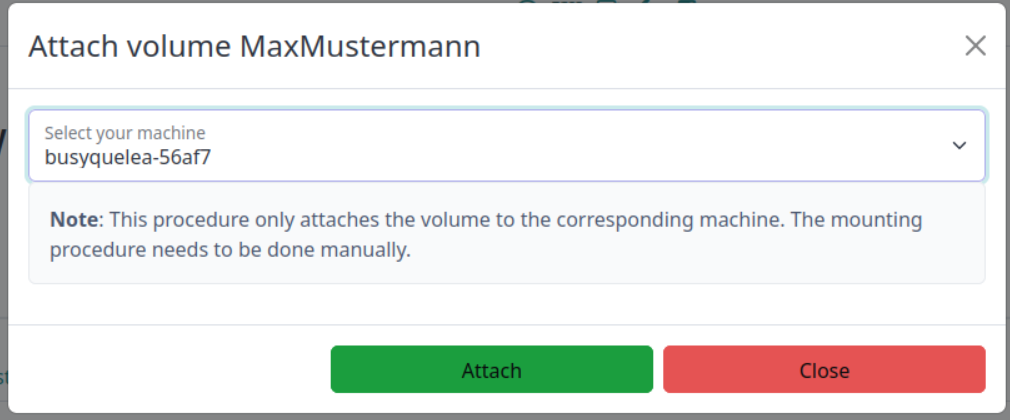 Attach volume MaxMustermann
Select your machine
busyquelea-56af7
Note: This procedure only attaches the volume to the corresponding machine. The mounting
procedure needs to be done manually.
Attach
Close